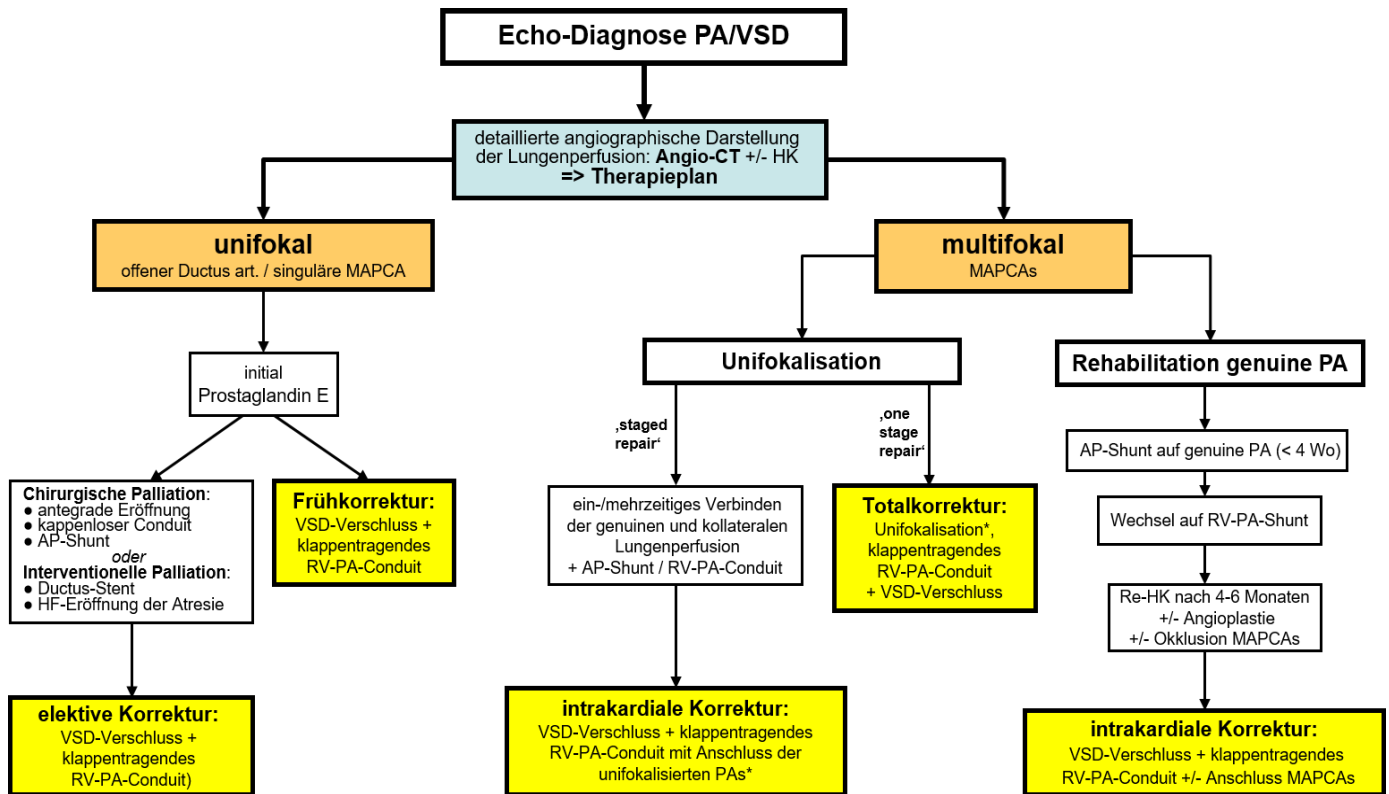 Echo-Diagnose PA/VSD
detaillierte angiographische Darstellung
der Lungenperfusion: Angio-CT +/- HK
=> Therapieplan
unifokal
offener Ductus art. / singuläre MAPCA
multifokal
MAPCAs
initial
Prostaglandin E
Unifokalisation
Rehabilitation genuine PA
‚staged
repair‘
‚one
stage
repair‘
AP-Shunt auf genuine PA (< 4 Wo)
Chirurgische Palliation:
● antegrade Eröffnung
● kappenloser Conduit
● AP-Shunt
oder
Interventionelle Palliation:
● Ductus-Stent
● HF-Eröffnung der Atresie
Frühkorrektur:
VSD-Verschluss +
klappentragendes
RV-PA-Conduit
ein-/mehrzeitiges Verbinden
der genuinen und kollateralen
Lungenperfusion
+ AP-Shunt / RV-PA-Conduit
Totalkorrektur:
Unifokalisation*,
klappentragendes
RV-PA-Conduit
+ VSD-Verschluss
Wechsel auf RV-PA-Shunt
Re-HK nach 4-6 Monaten
+/- Angioplastie
+/- Okklusion MAPCAs
elektive Korrektur:
VSD-Verschluss +
klappentragendes
RV-PA-Conduit)
intrakardiale Korrektur:
VSD-Verschluss + klappentragendes
RV-PA-Conduit mit Anschluss der
unifokalisierten PAs*
intrakardiale Korrektur:
VSD-Verschluss + klappentragendes
RV-PA-Conduit +/- Anschluss MAPCAs